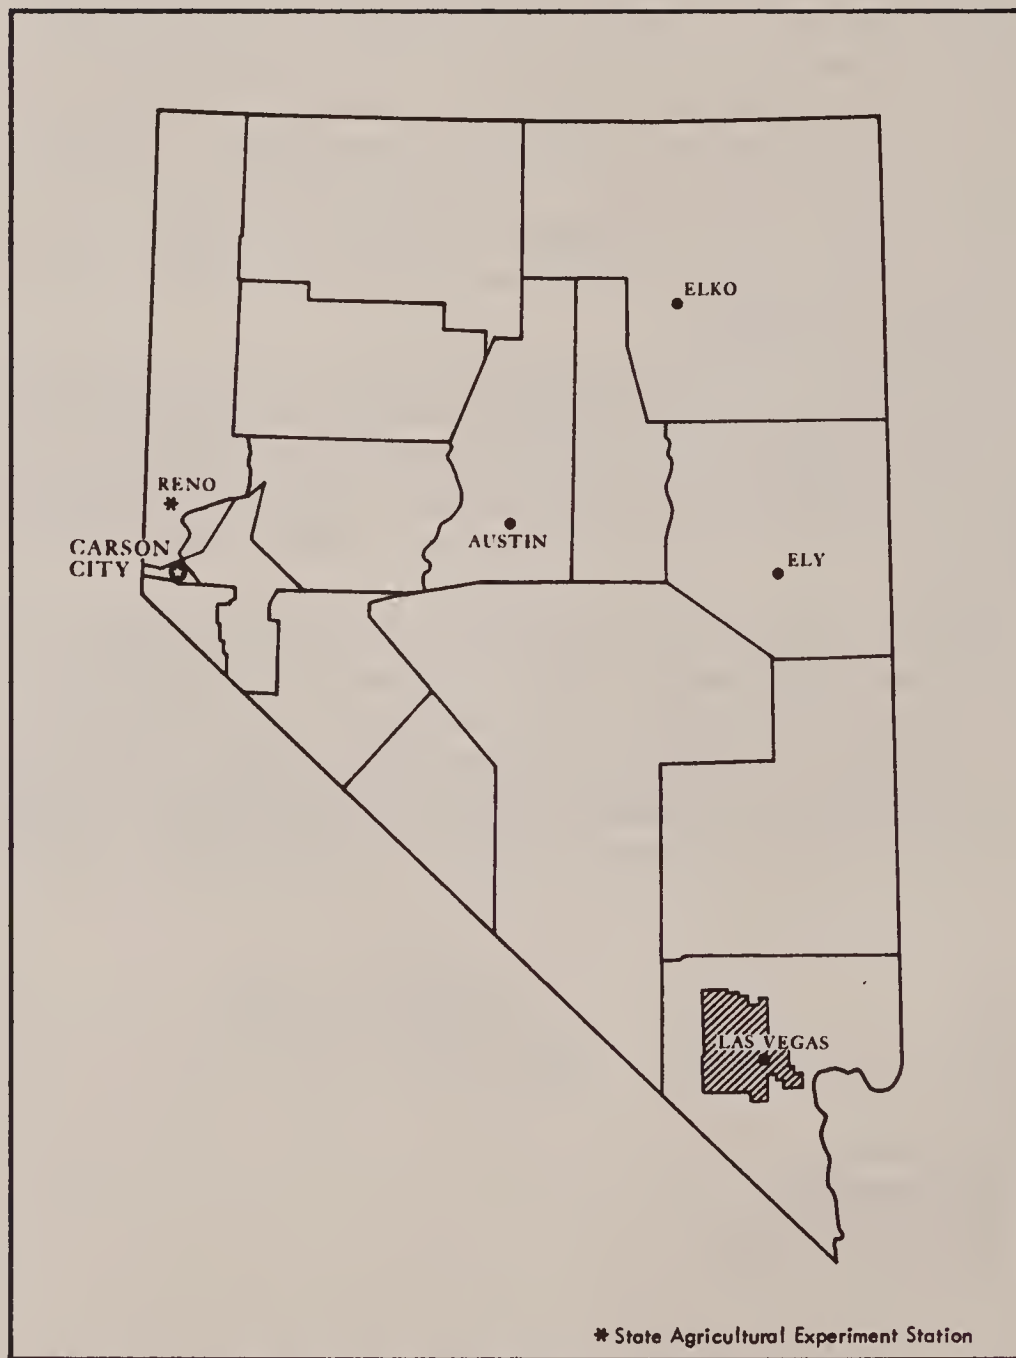 ELKO
RENO
AUSTIN
CARSON
CITY
ELY
LAS VEGAS
* State Agricultural Experiment Station